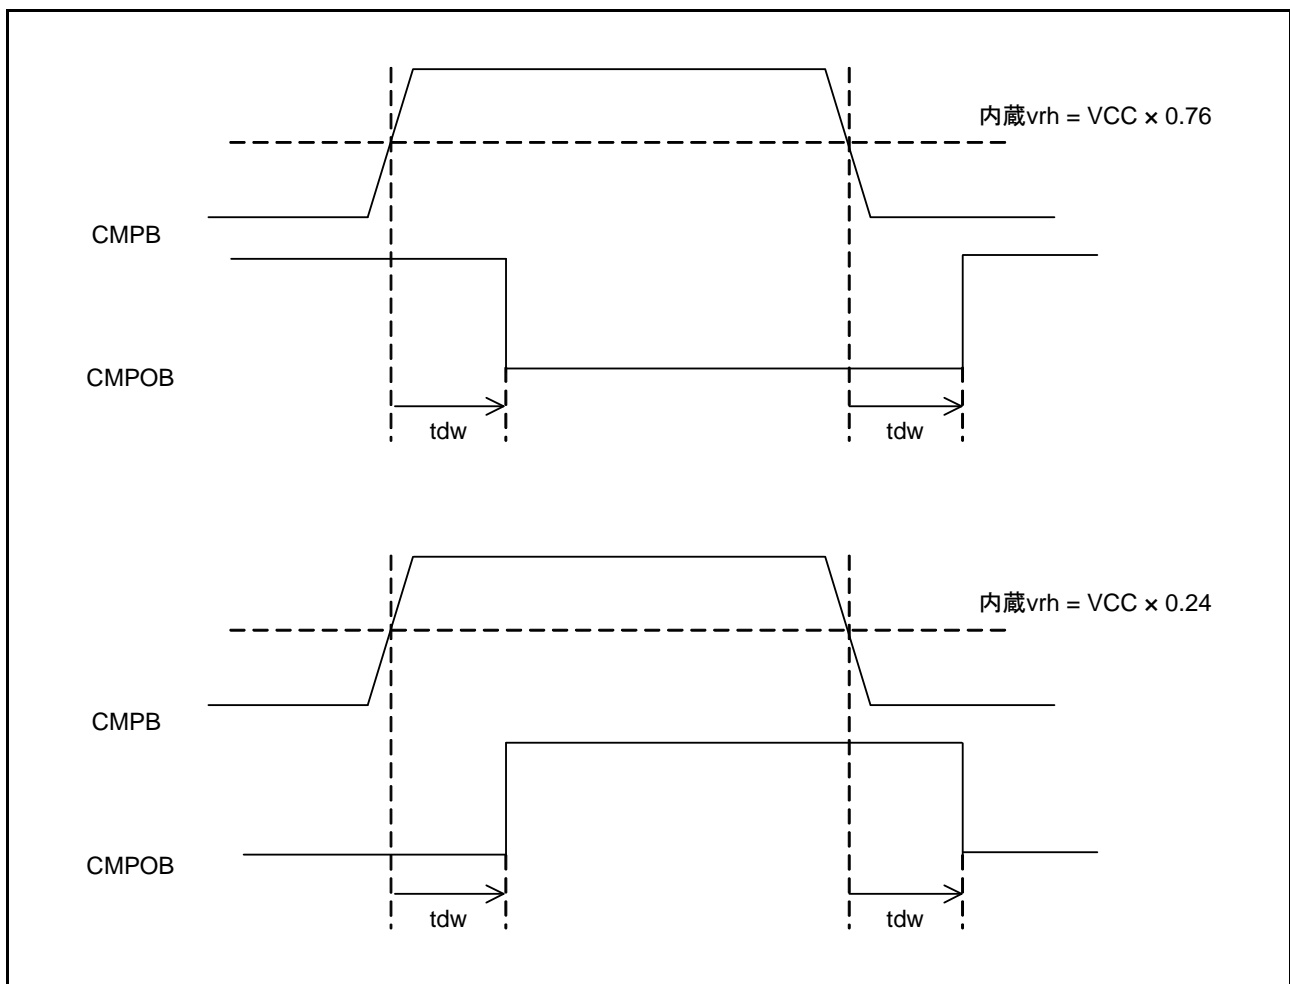 内蔵vrh = VCC × 0.76
CMPB
CMPOB
tdw
tdw
内蔵vrh = VCC × 0.24
CMPB
CMPOB
tdw
tdw